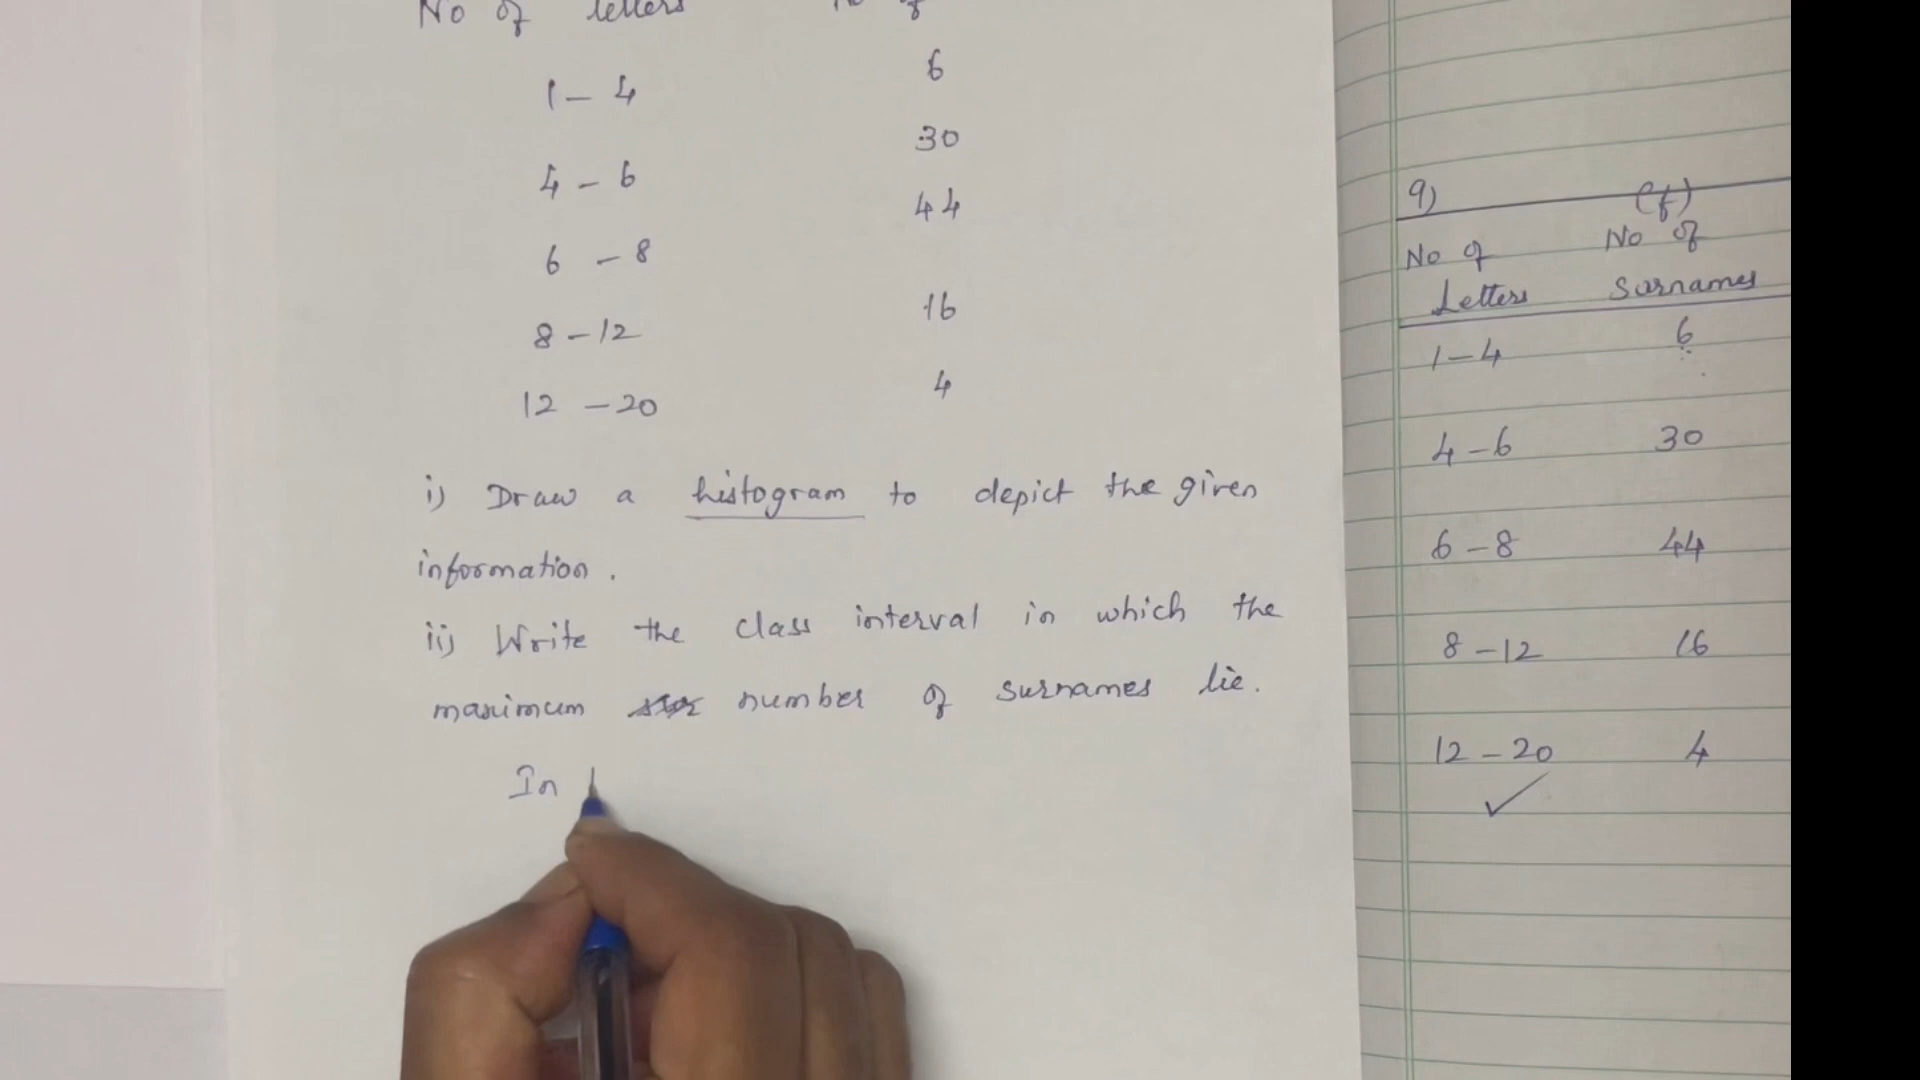 No of letters
1 - 4 6
4 - 6 30
6 - 8 44
8 - 12 16
12 - 20 4
i) Draw a histogram to depict the given
information.
ii) Write the class interval in which the
maximum number of surnames lie.
In
9) (f)
No of No of
Letters Surnames
1 - 4 6
4 - 6 30
6 - 8 44
8 - 12 16
12 - 20 4